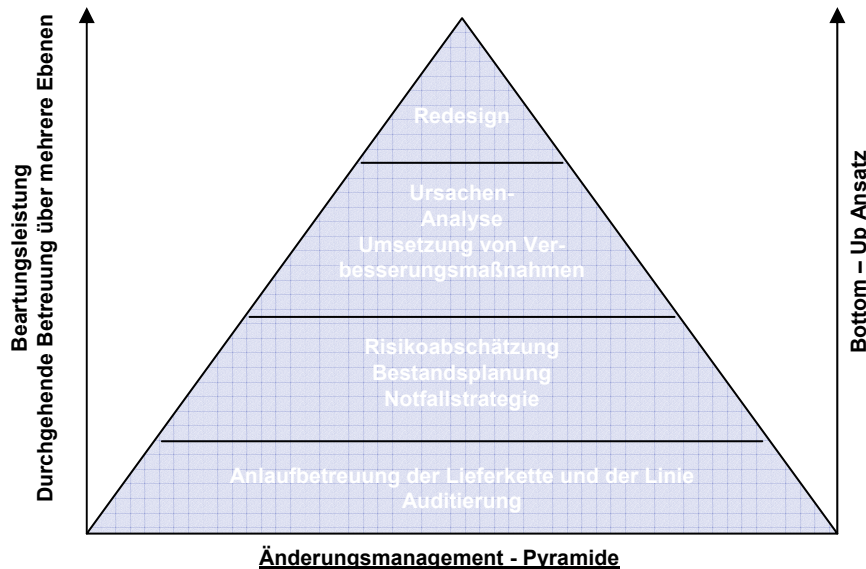 Beartungsleistung
Durchgehende Betreuung über mehrere Ebenen
Redesign
Ursachen-
Analyse
Umsetzung von Ver-
besserungsmaßnahmen
Risikoabschätzung
Bestandsplanung
Notfallstrategie
Anlaufbetreuung der Lieferkette und der Linie
Auditierung
Bottom – Up Ansatz
Änderungsmanagement - Pyramide